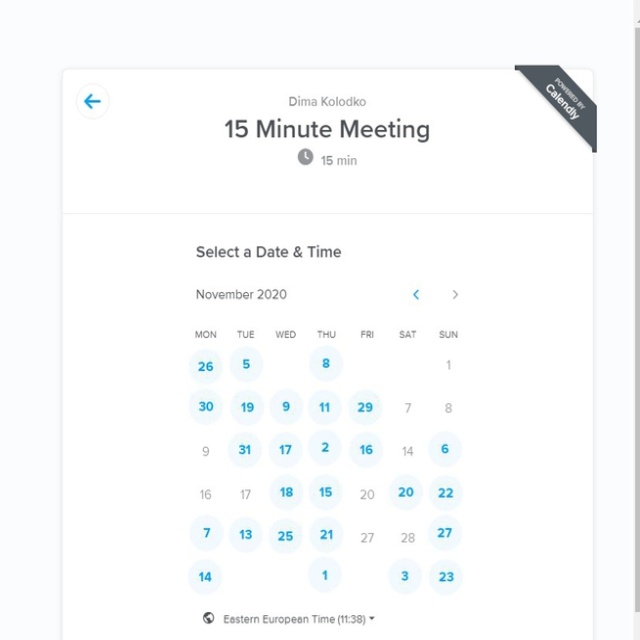 POWERED BY
Calendly
Dima Kolodko
15 Minute Meeting
15 min
Select a Date & Time
November 2020
MON TUE WED THU FRI SAT SUN
26 5 8 1
30 19 9 11 29 7 8
9 31 17 2 16 14 6
16 17 18 15 20 20 22
7 13 25 21 27 28 27
14 1 3 23
Eastern European Time (11:38)